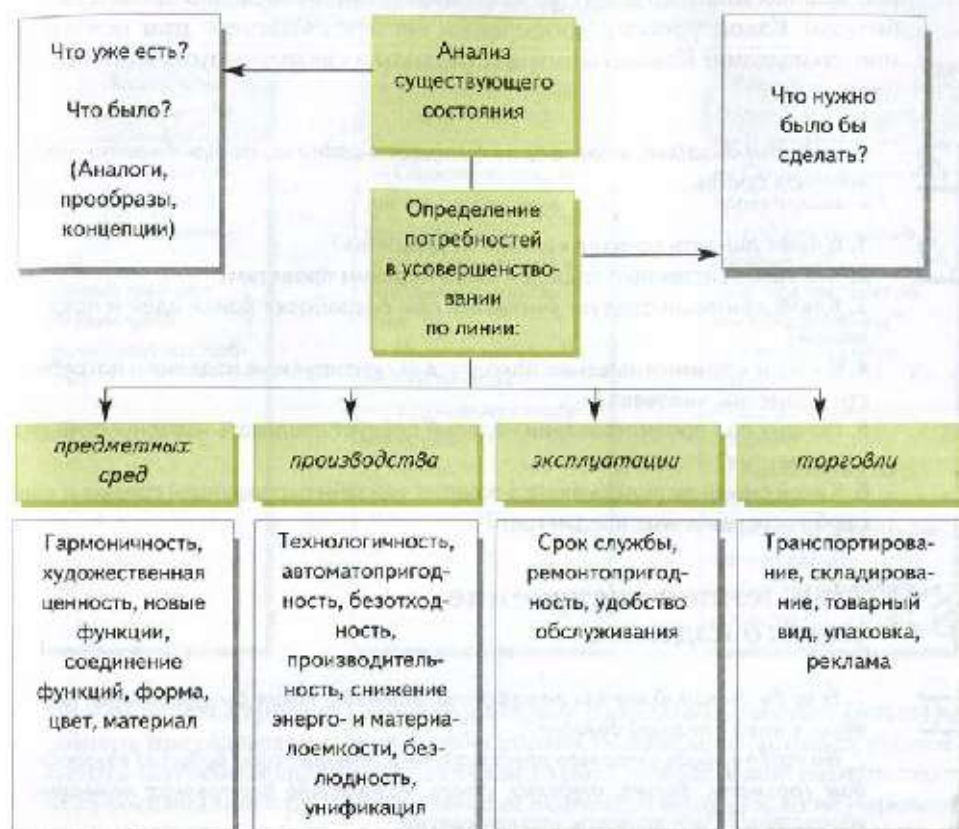 Что уже есть?
Что было?
(Аналоги,
прообразы,
концепции)
Анализ
существующего
состояния
Что нужно
было бы
сделать?
Определение
потребностей
в усовершенство-
вании
по линии:
предметных
сред
производства
эксплуатации
торговли
Гармоничность,
художественная
ценность, новые
функции,
соединение
функций, форма,
цвет, материал
Технологичность,
автоматопригод-
ность, безотход-
ность,
производитель-
ность, снижение
энерго- и материа-
лоемкости, без-
людность,
унификация
Срок службы,
ремонтопригод-
ность, удобство
обслуживания
Транспортирова-
ние, складирова-
ние, товарный
вид, упаковка,
реклама